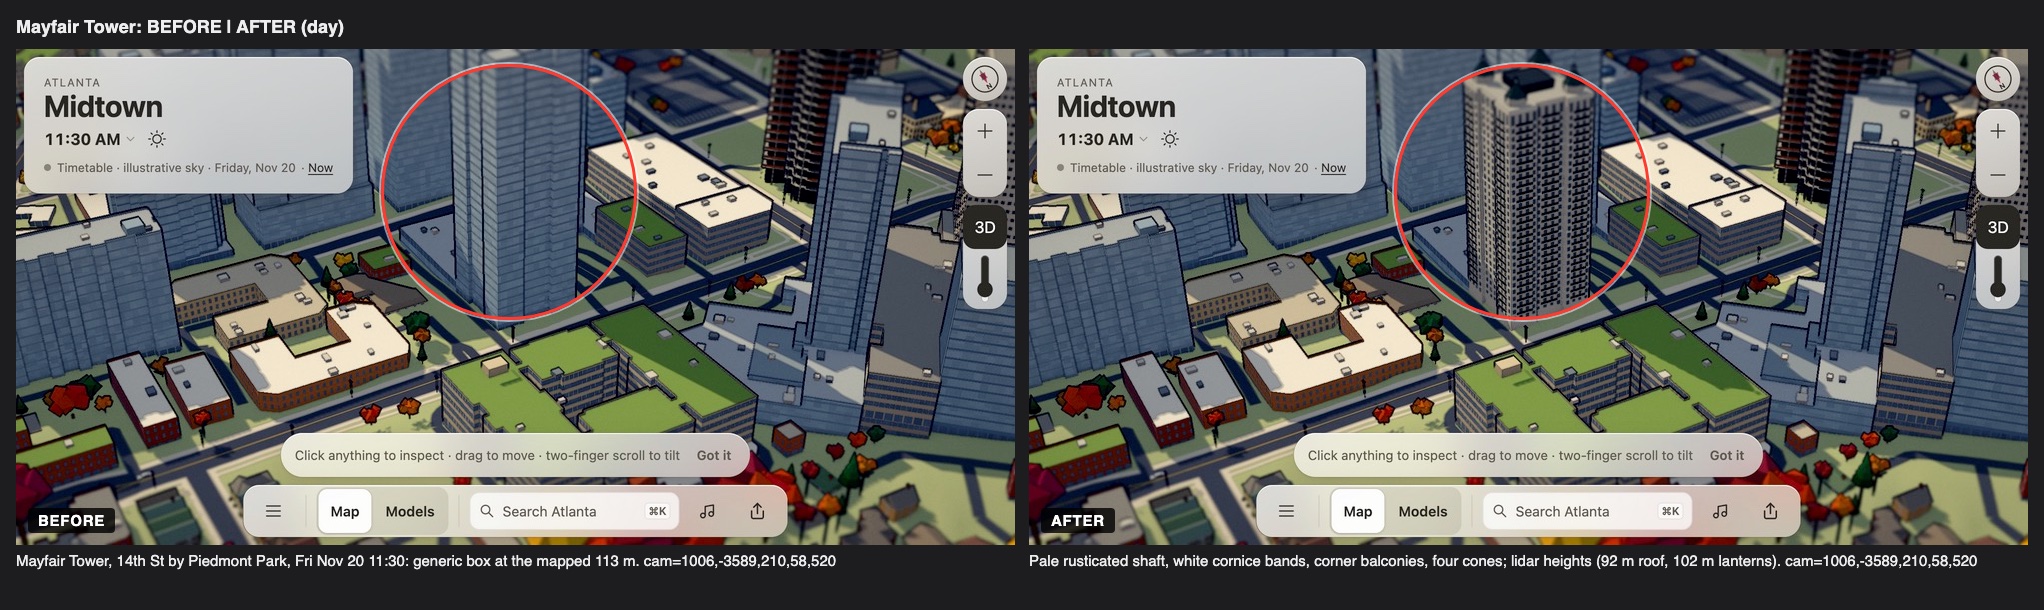 Mayfair Tower: BEFORE | AFTER (day)
ATLANTA
Midtown
11:30 AM
Timetable · illustrative sky · Friday, Nov 20 · Now
N
+
−
3D
Click anything to inspect · drag to move · two-finger scroll to tilt Got it
Map Models Search Atlanta ⌘K
BEFORE
Mayfair Tower, 14th St by Piedmont Park, Fri Nov 20 11:30: generic box at the mapped 113 m. cam=1006,-3589,210,58,520
ATLANTA
Midtown
11:30 AM
Timetable · illustrative sky · Friday, Nov 20 · Now
N
+
−
3D
Click anything to inspect · drag to move · two-finger scroll to tilt Got it
Map Models Search Atlanta ⌘K
AFTER
Pale rusticated shaft, white cornice bands, corner balconies, four cones; lidar heights (92 m roof, 102 m lanterns). cam=1006,-3589,210,58,520